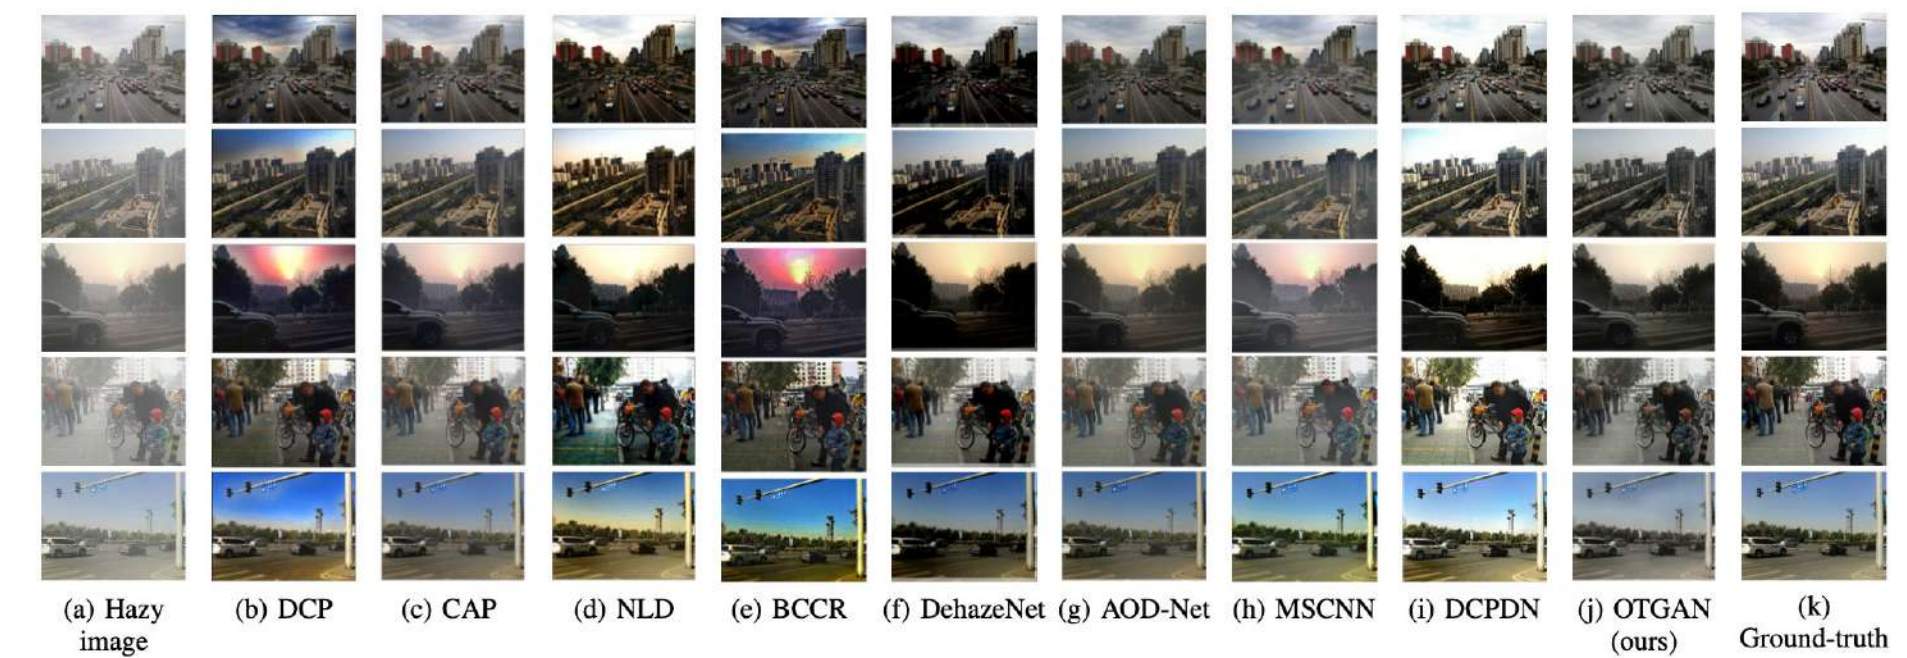 (a) Hazy image
(b) DCP
(c) CAP
(d) NLD
(e) BCCR
(f) DehazeNet
(g) AOD-Net
(h) MSCNN
(i) DCPDN
(j) OTGAN (ours)
(k) Ground-truth